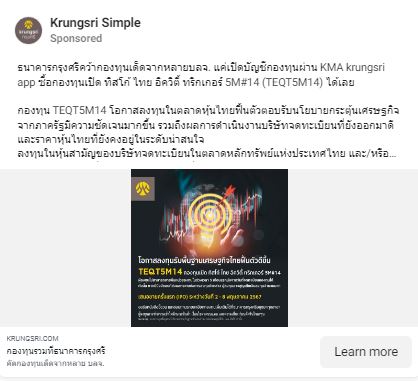 Krungsri Simple
Sponsored
krungsri
กรุงศรี
ธนาคารกรุงศรีคว้ากองทุนเด็ดจากหลายบลจ. แค่เปิดบัญชีกองทุนผ่าน KMA krungsri
app ซื้อกองทุนเปิด ทิสโก้ ไทย อิควิตี้ ทริกเกอร์ 5M#14 (TEQT5M14) ได้เลย
กองทุน TEQT5M14 โอกาสลงทุนในตลาดหุ้นไทยฟื้นตัวตอบรับนโยบายกระตุ้นเศรษฐกิจ
จากภาครัฐมีความชัดเจนมากขึ้น รวมถึงผลการดำเนินงานบริษัทจดทะเบียนที่ยังออกมาดี
และราคาหุ้นไทยที่ยังคงอยู่ในระดับน่าสนใจ
ลงทุนในหุ้นสามัญของบริษัทจดทะเบียนในตลาดหลักทรัพย์แห่งประเทศไทย และ/หรือ...
โอกาสลงทุนรับพื้นฐานเศรษฐกิจไทยฟื้นตัวดีขึ้น
TEQT5M14 กองทุนเปิด ทิสโก้ ไทย อิควิตี้ ทริกเกอร์ 5M#14
เสนอขายครั้งแรก (IPO) ระหว่างวันที่ 2 - 8 พฤษภาคม 2567
KRUNGSRI.COM
กองทุนรวมที่ธนาคารกรุงศรี
คัดกองเด็ดจากหลาย บลจ.
Learn more